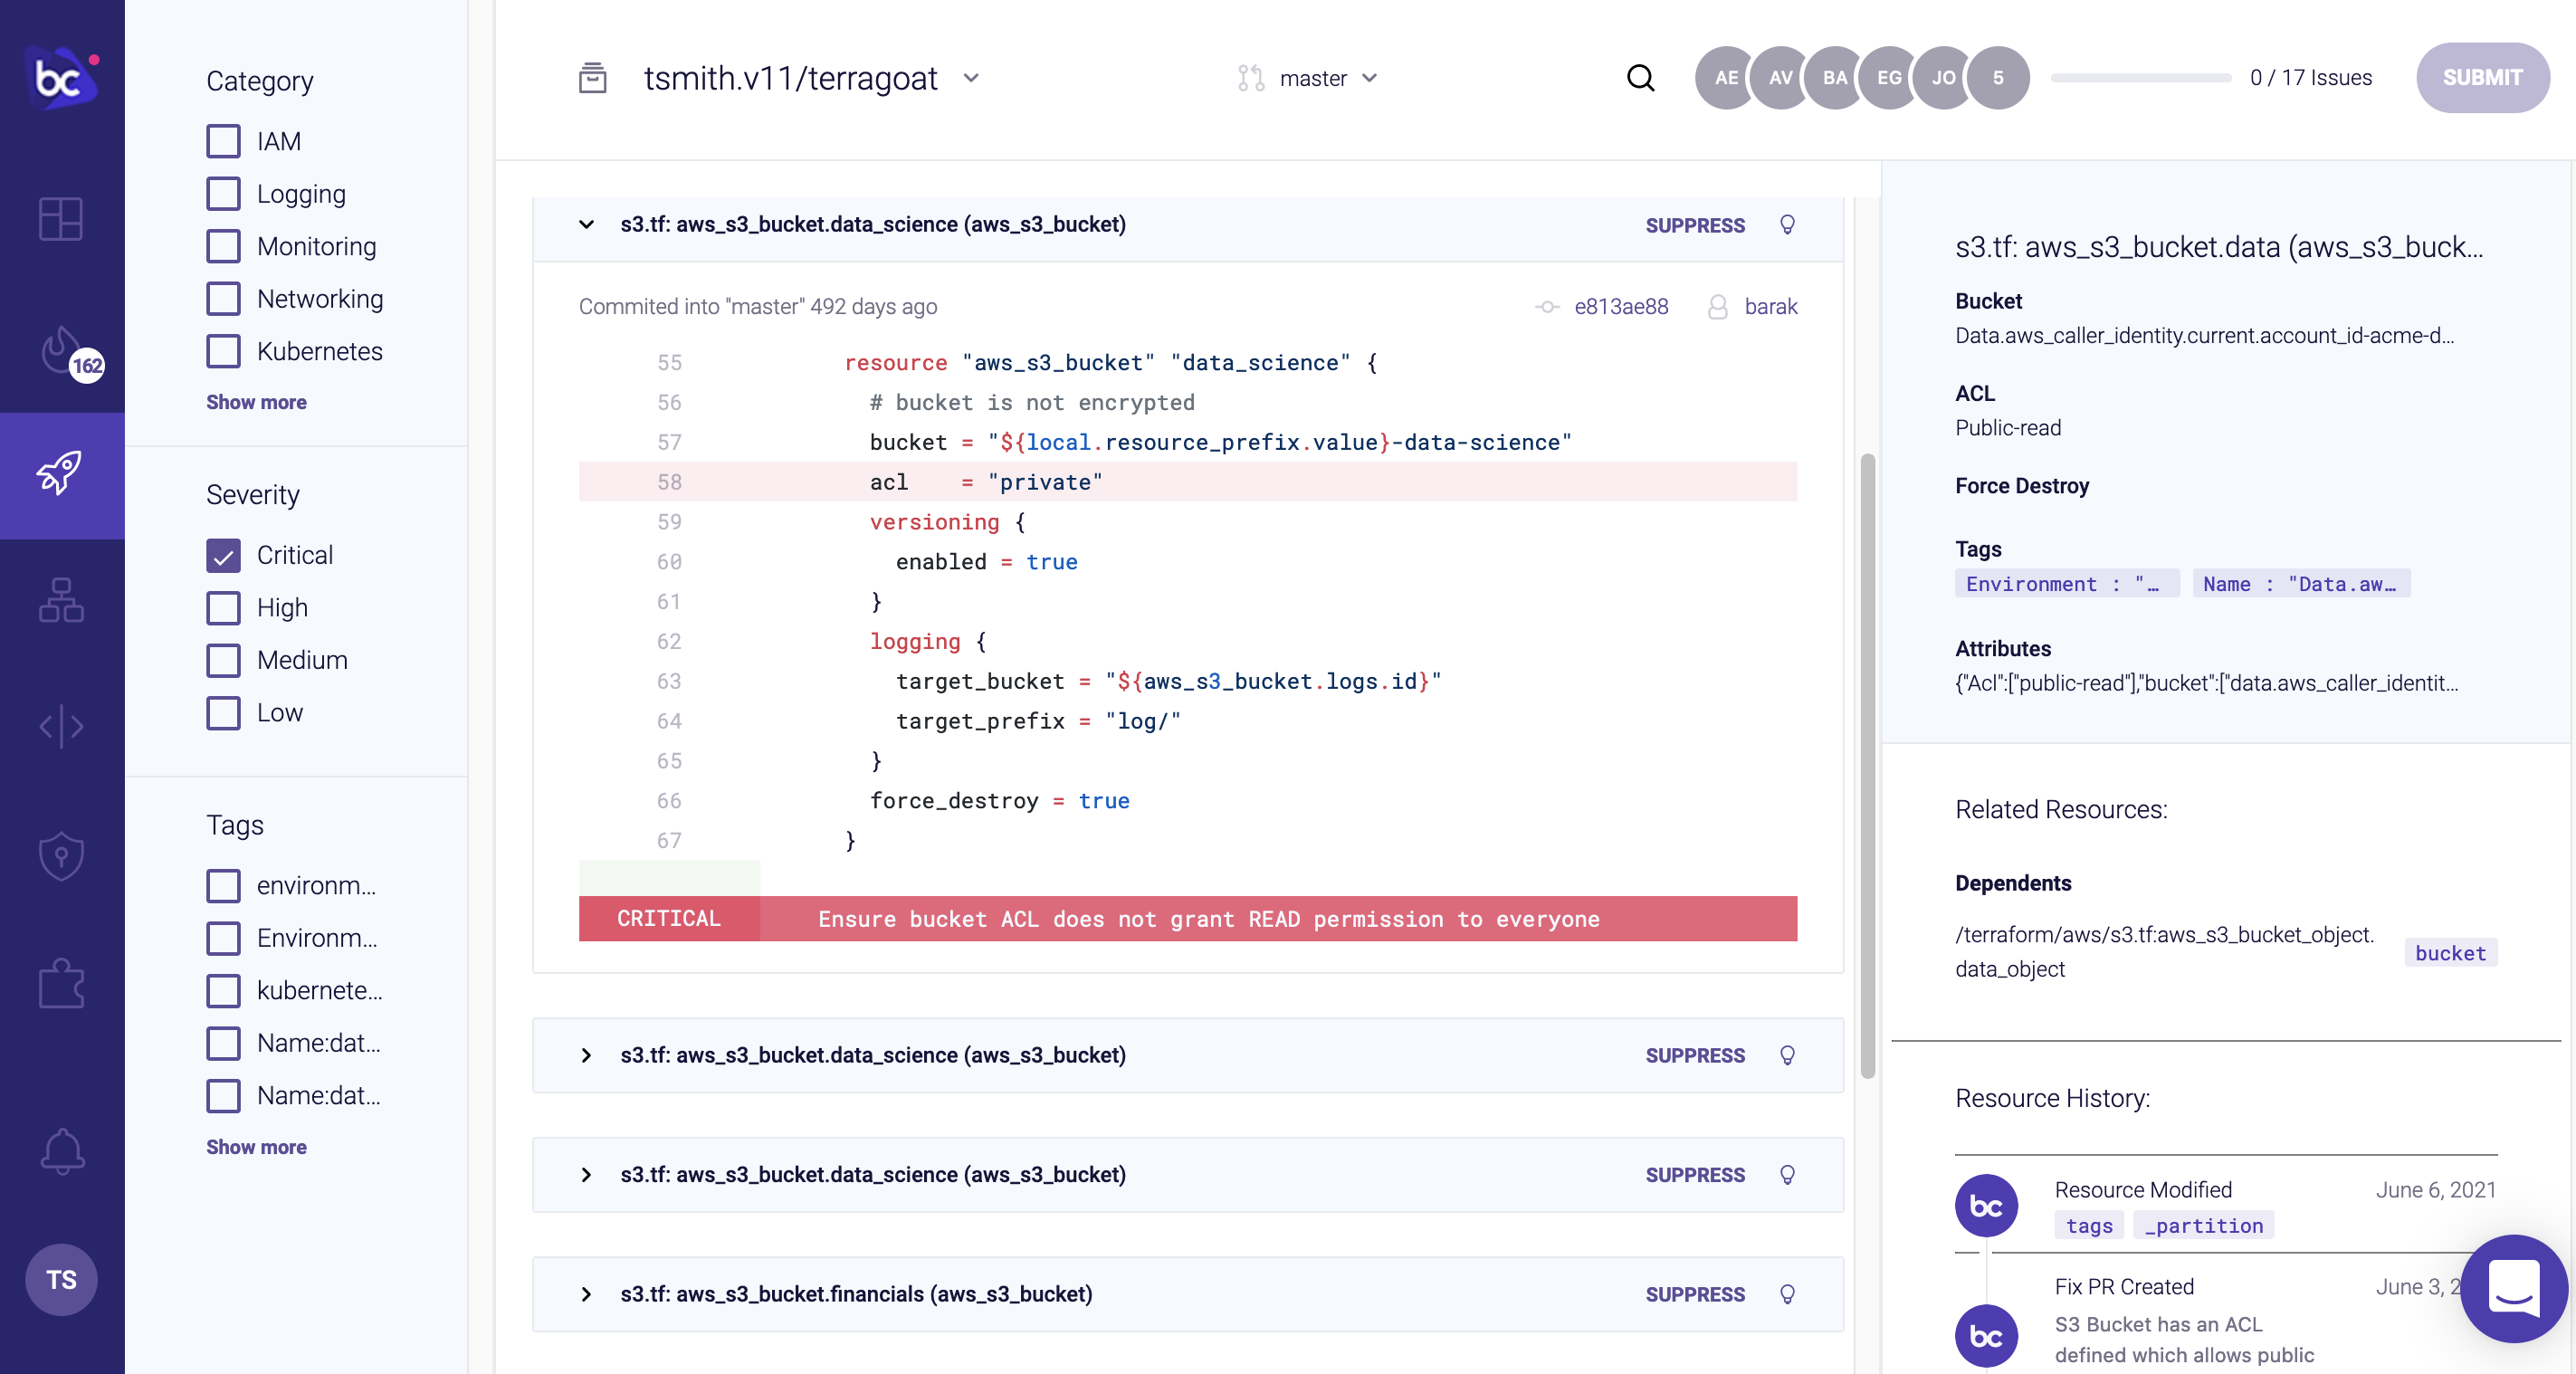 bc
162
TS
Category
IAM
Logging
Monitoring
Networking
Kubernetes
Show more
Severity
Critical
High
Medium
Low
Tags
environm...
Environm...
kubernete...
Name:dat...
Name:dat...
Show more
tsmith.v11/terragoat
master
AE AV BA EG JO 5
0 / 17 Issues
SUBMIT
s3.tf: aws_s3_bucket.data_science (aws_s3_bucket) SUPPRESS
Commited into "master" 492 days ago e813ae88 barak
55 resource "aws_s3_bucket" "data_science" {
56 # bucket is not encrypted
57 bucket = "${local.resource_prefix.value}-data-science"
58 acl    = "private"
59 versioning {
60 enabled = true
61 }
62 logging {
63 target_bucket = "${aws_s3_bucket.logs.id}"
64 target_prefix = "log/"
65 }
66 force_destroy = true
67 }
CRITICAL Ensure bucket ACL does not grant READ permission to everyone
s3.tf: aws_s3_bucket.data_science (aws_s3_bucket) SUPPRESS
s3.tf: aws_s3_bucket.data_science (aws_s3_bucket) SUPPRESS
s3.tf: aws_s3_bucket.financials (aws_s3_bucket) SUPPRESS
s3.tf: aws_s3_bucket.data (aws_s3_buck...
Bucket
Data.aws_caller_identity.current.account_id-acme-d...
ACL
Public-read
Force Destroy
Tags
Environment : "… Name : "Data.aw…
Attributes
{"Acl":["public-read"],"bucket":["data.aws_caller_identit...
Related Resources:
Dependents
/terraform/aws/s3.tf:aws_s3_bucket_object.
data_object
bucket
Resource History:
bc
Resource Modified June 6, 2021
tags _partition
Fix PR Created June 3, 2
bc
S3 Bucket has an ACL
defined which allows public